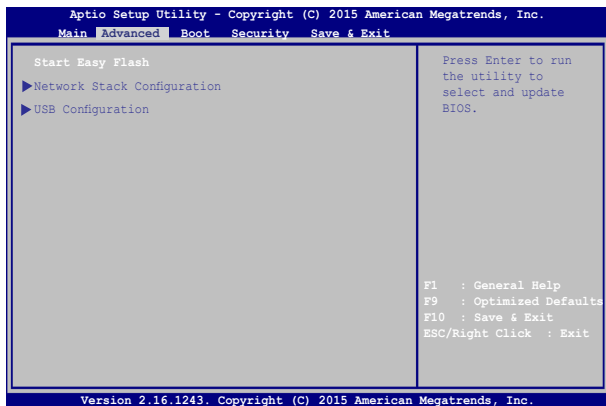 Aptio Setup Utility - Copyright (C) 2015 American Megatrends, Inc.
Main Advanced Boot Security Save & Exit
Start Easy Flash
Network Stack Configuration
USB Configuration
Press Enter to run
the utility to
select and update
BIOS.
F1 : General Help
F9 : Optimized Defaults
F10 : Save & Exit
ESC/Right Click : Exit
Version 2.16.1243. Copyright (C) 2015 American Megatrends, Inc.